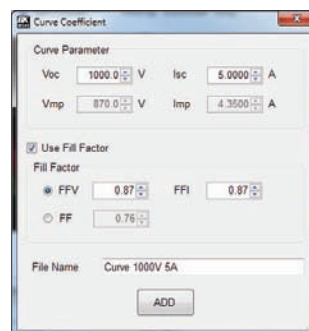 Curve Coefficient
Curve Parameter
Voc 1000.0 V Isc 5.0000 A
Vmp 870.0 V Imp 4.3500 A
Use Fill Factor
Fill Factor
FFV 0.87 FFI 0.87
FF 0.76
File Name Curve 1000V 5A
ADD